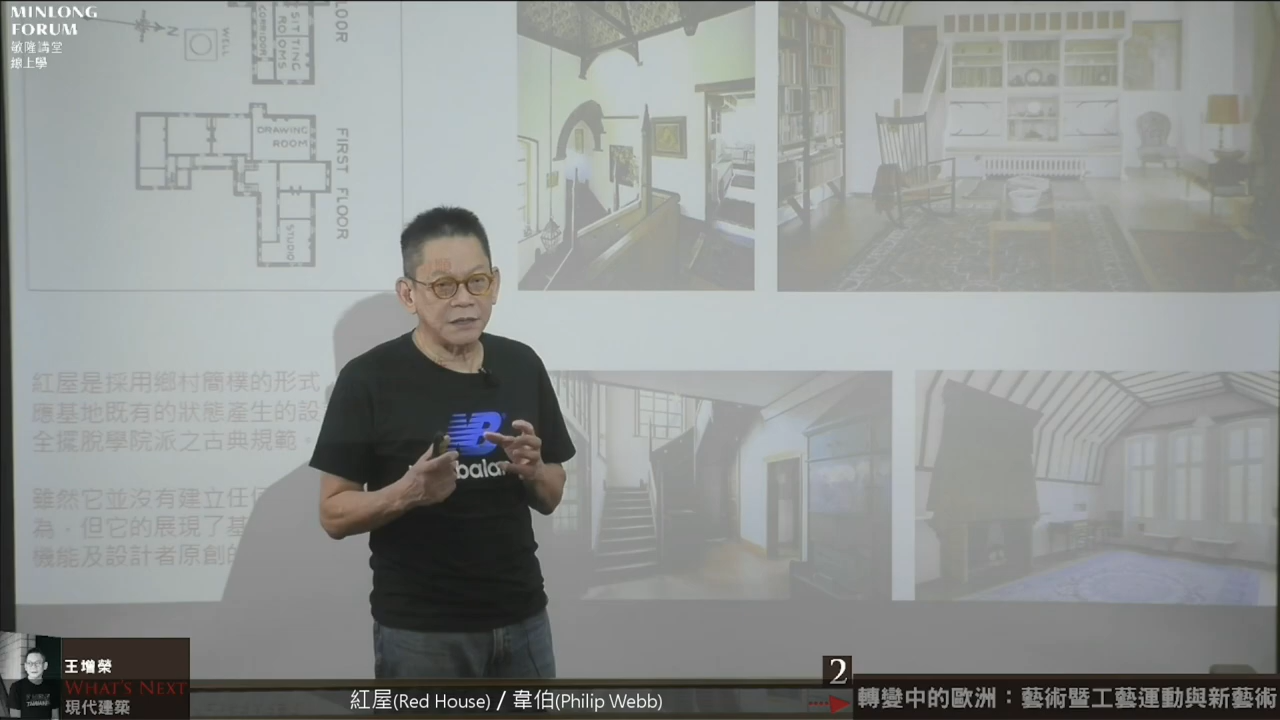 MINLONG
FORUM
敏隆講堂
線上學
N
WELL
CORRIDOR
SITTING
ROOMS
FLOOR
DRAWING
ROOM
FIRST FLOOR
STUDIO
紅屋是採用鄉村簡樸的形式
應基地既有的狀態產生的設
全擺脫學院派之古典規範。
雖然它並沒有建立任
為，但它的展現了基
機能及設計者原創的
NB
balan
王增榮
WHAT'S NEXT
現代建築
紅屋(Red House) / 韋伯(Philip Webb)
2
轉變中的歐洲：藝術暨工藝運動與新藝術